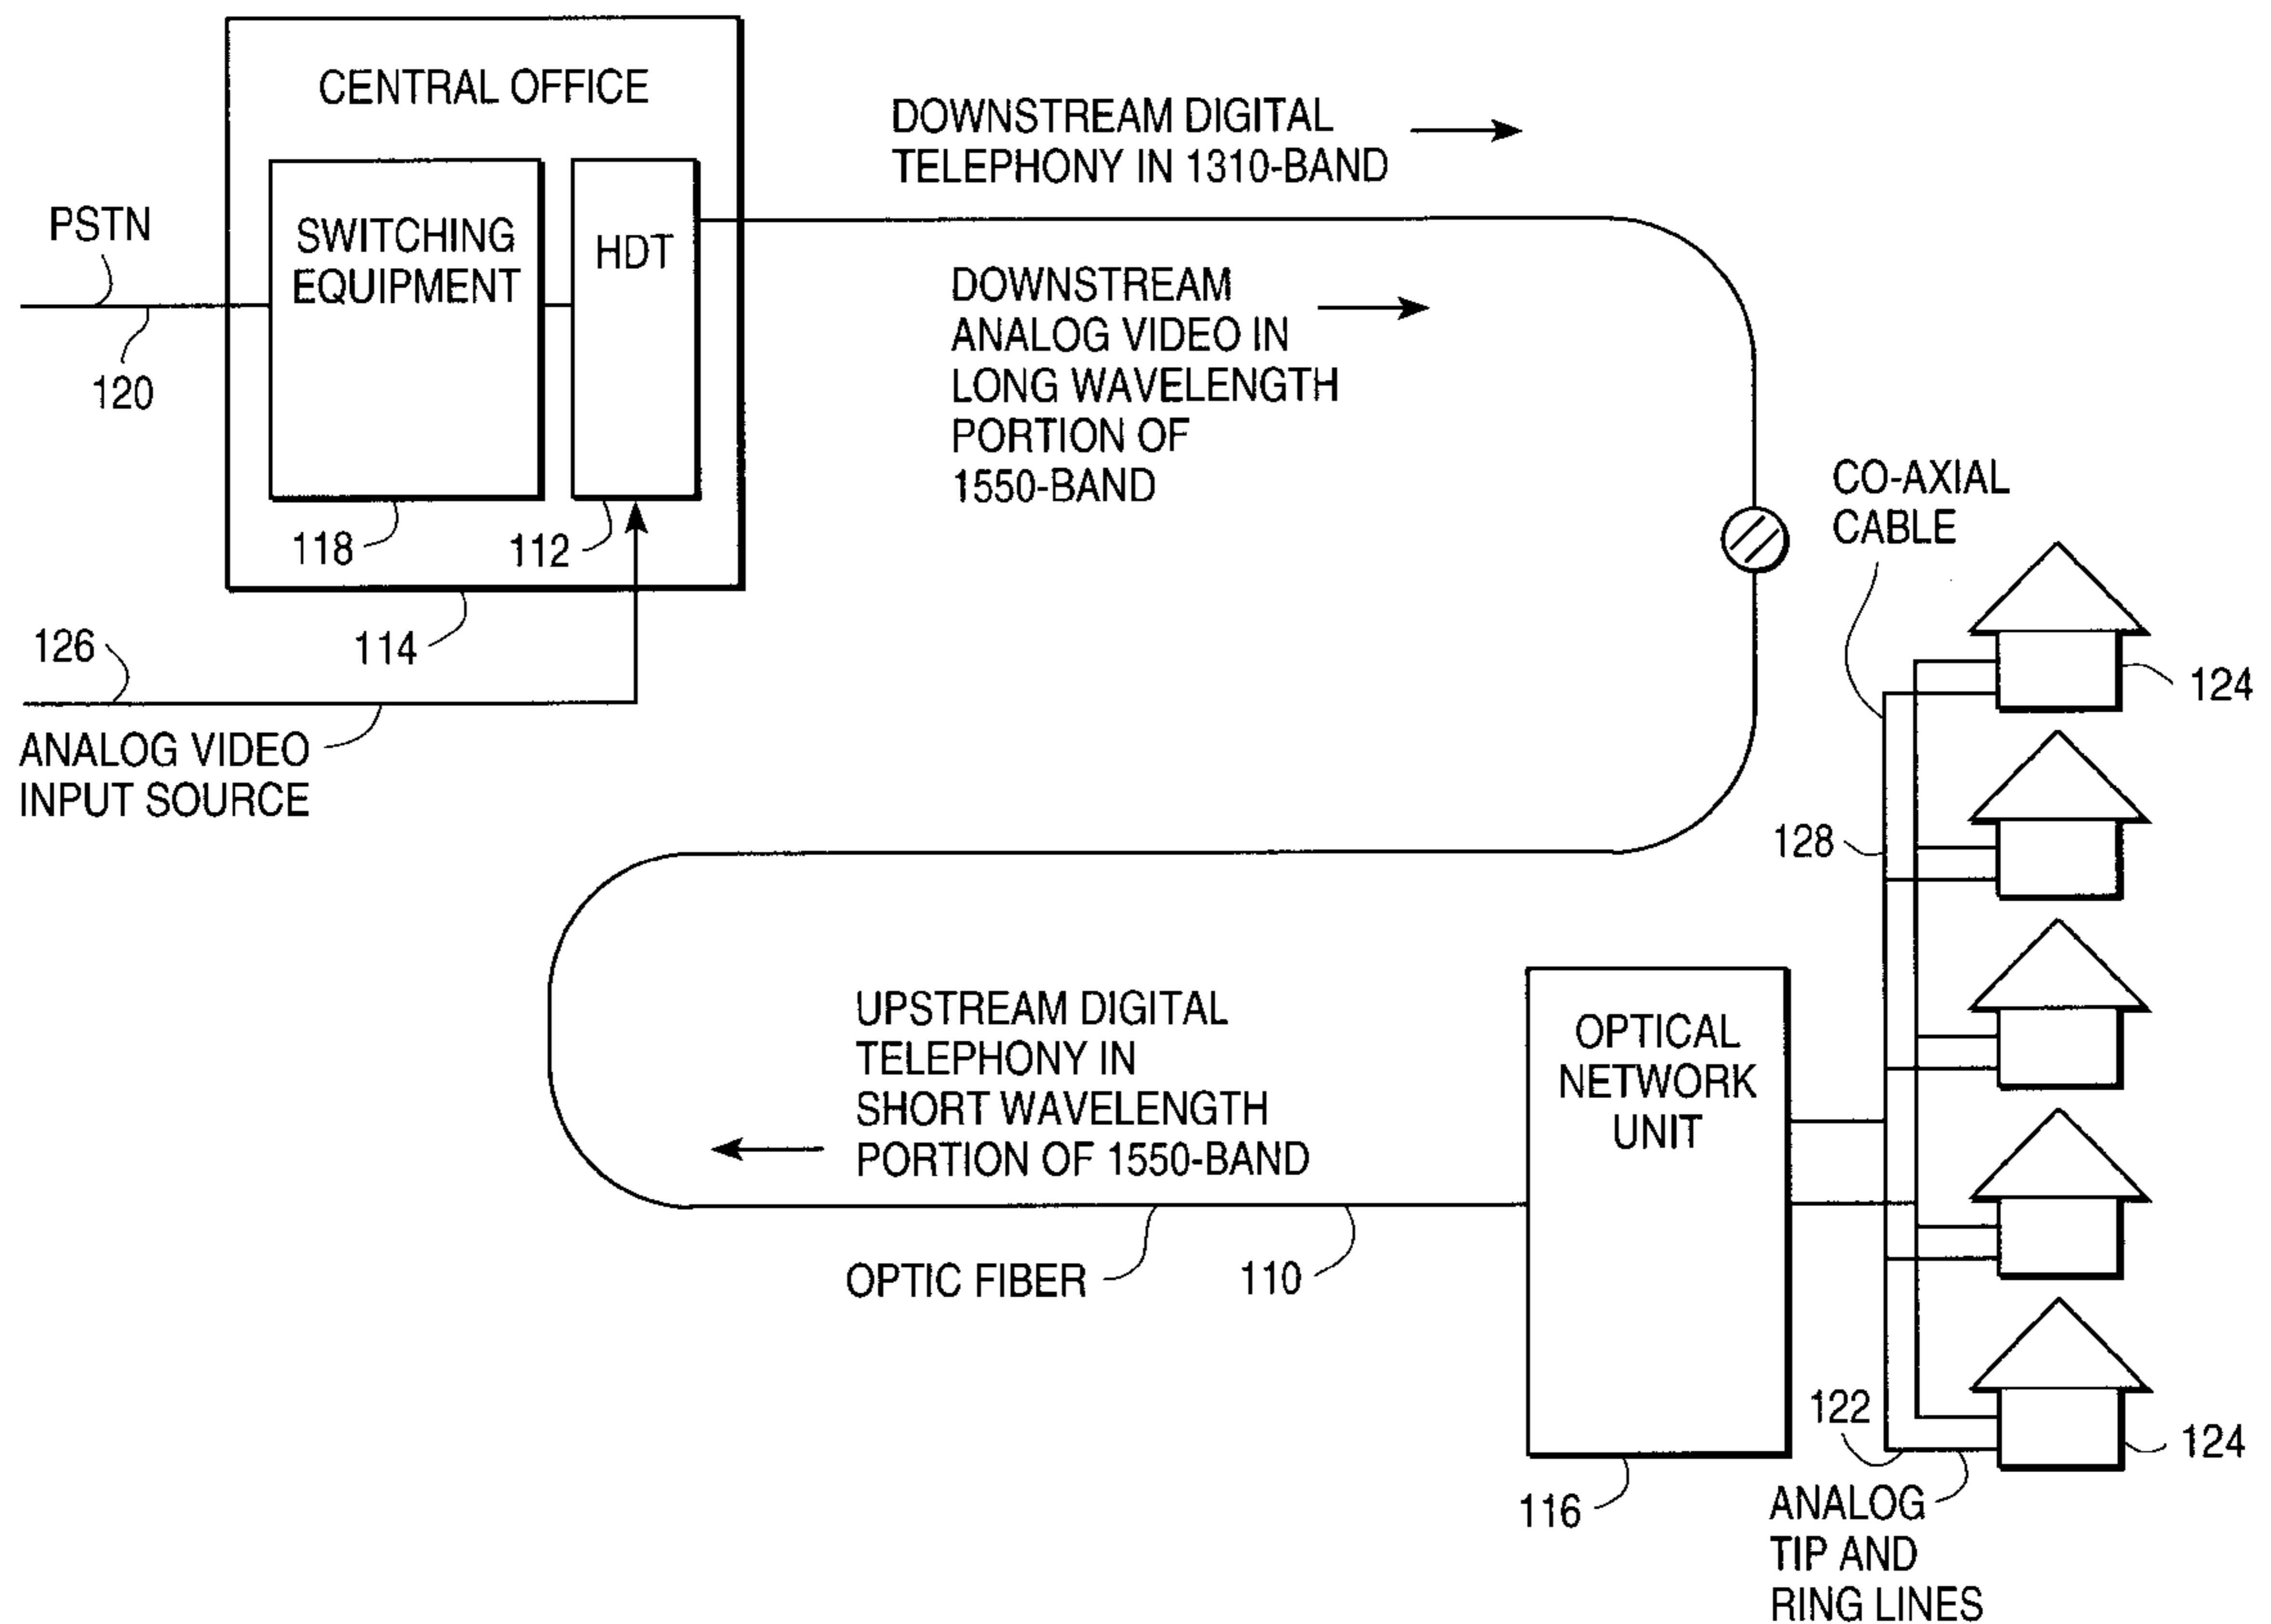 CENTRAL OFFICE
SWITCHING
EQUIPMENT
HDT
PSTN
120
118
112
114
126
ANALOG VIDEO
INPUT SOURCE
DOWNSTREAM DIGITAL
TELEPHONY IN 1310-BAND
DOWNSTREAM
ANALOG VIDEO IN
LONG WAVELENGTH
PORTION OF
1550-BAND
CO-AXIAL
CABLE
124
128
UPSTREAM DIGITAL
TELEPHONY IN
SHORT WAVELENGTH
PORTION OF 1550-BAND
OPTIC FIBER
110
OPTICAL
NETWORK
UNIT
116
122
124
ANALOG
TIP AND
RING LINES